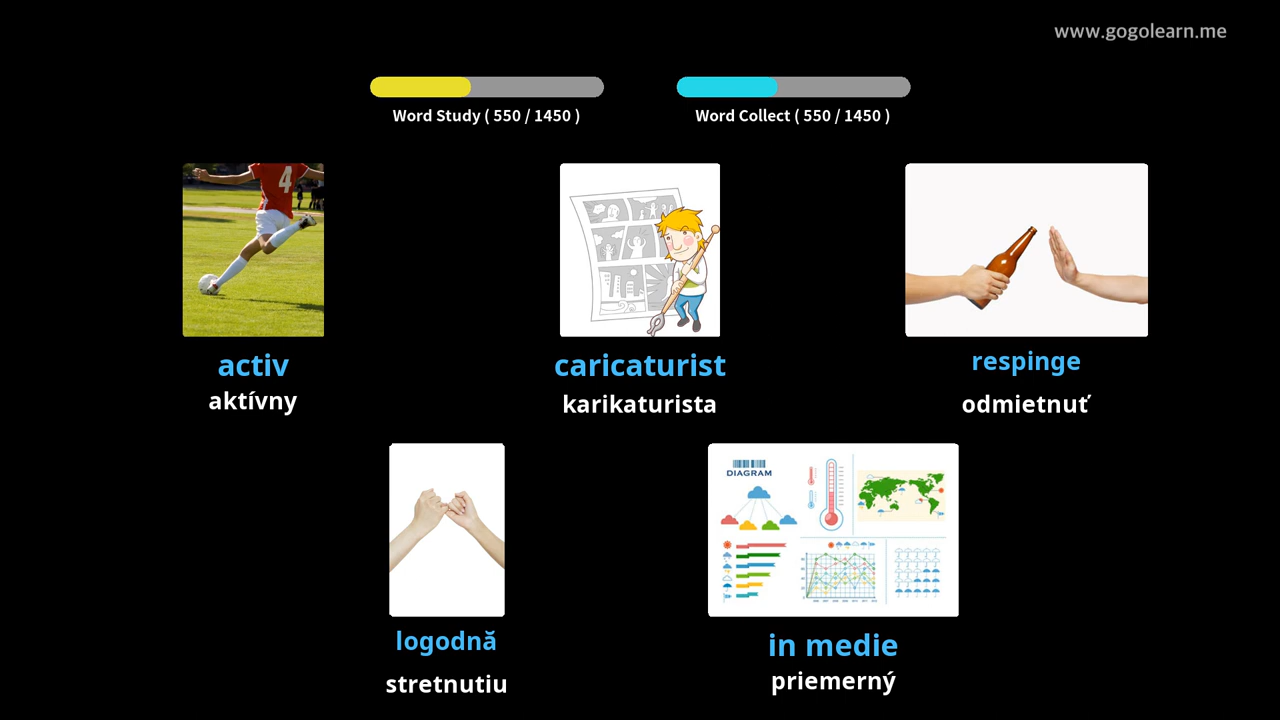 www.gogolearn.me
Word Study ( 550 / 1450 )
Word Collect ( 550 / 1450 )
activ
aktívny
caricaturist
karikaturista
respinge
odmietnuť
logodnă
stretnutiu
DIAGRAM
in medie
priemerný